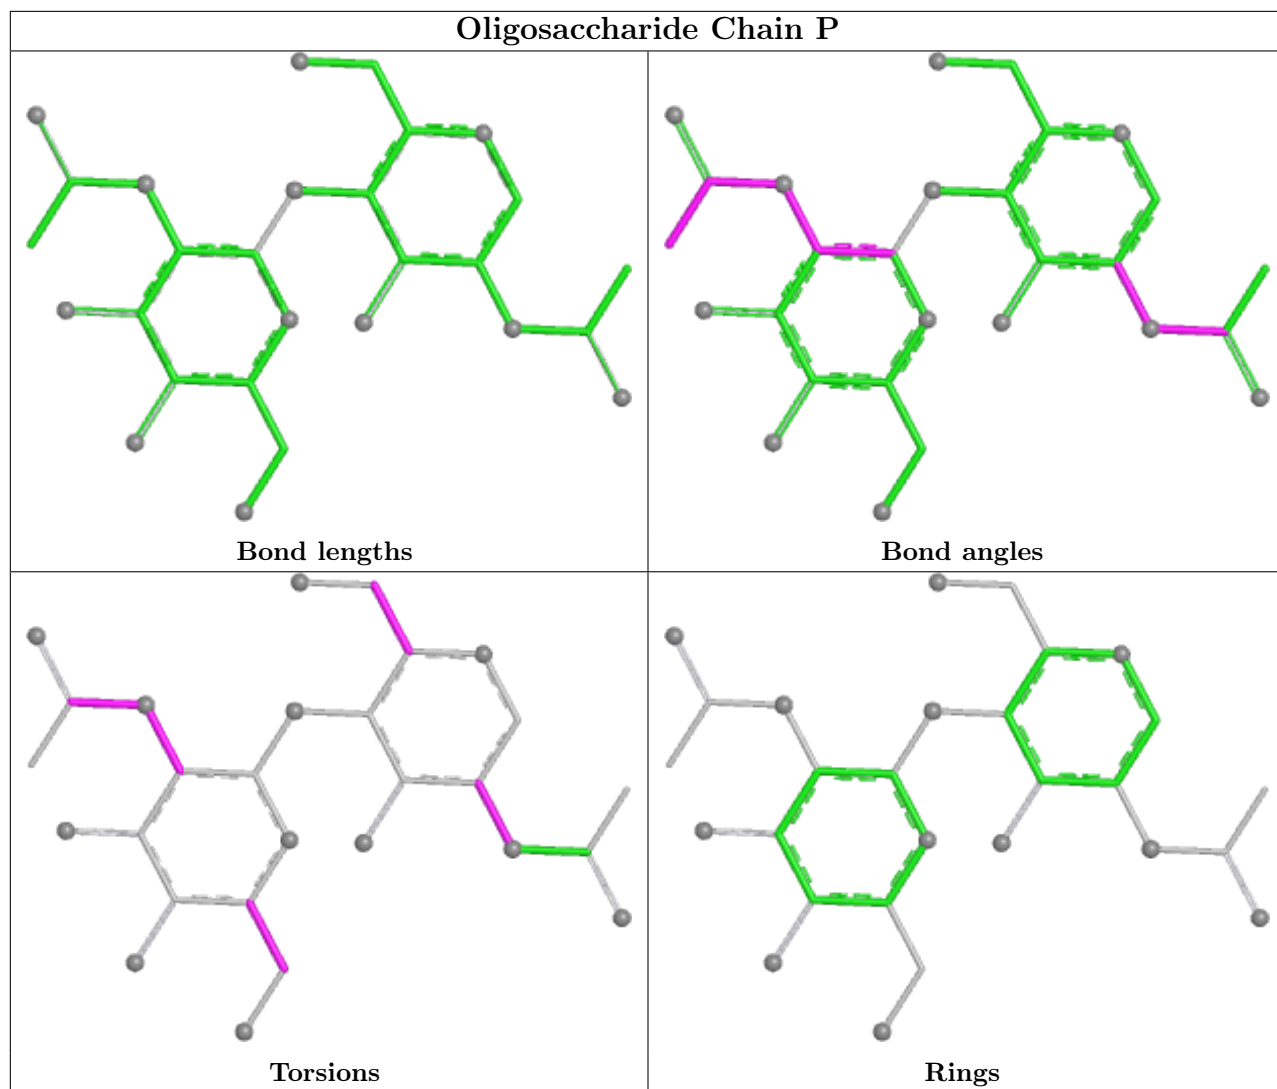 Oligosaccharide Chain P
Bond lengths
Bond angles
Torsions
Rings